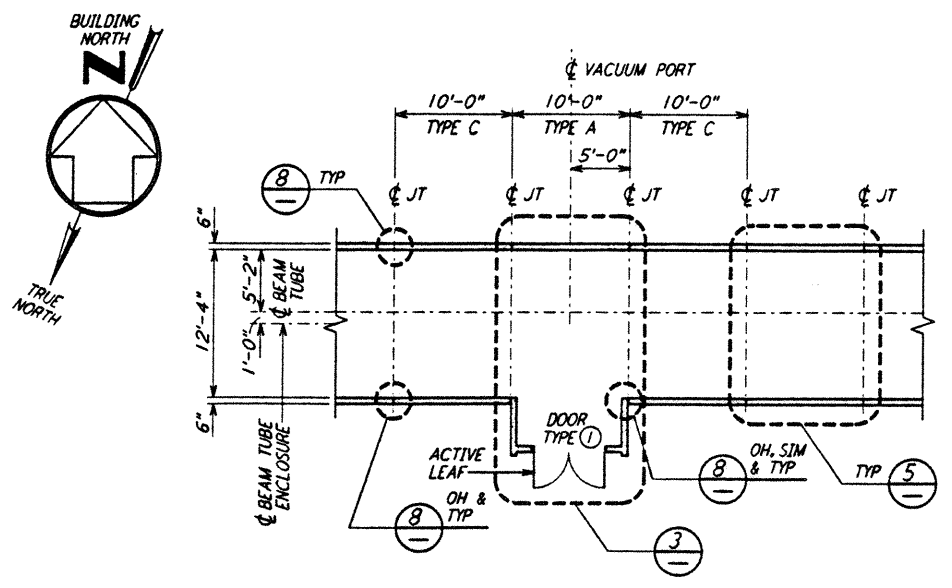 BUILDING
NORTH
N
TRUE
NORTH
℄ VACUUM PORT
10'-0"
TYPE C
10'-0"
TYPE A
10'-0"
TYPE C
5'-0"
8
—
TYP
℄ JT
℄ JT
℄ JT
℄ JT
℄ JT
6"
12'-4"
6"
5'-2"
1'-0"
℄ BEAM
TUBE
℄ BEAM TUBE
ENCLOSURE
DOOR
TYPE 1
ACTIVE
LEAF
8
—
OH &
TYP
8
—
OH, SIM
& TYP
TYP
5
—
3
—